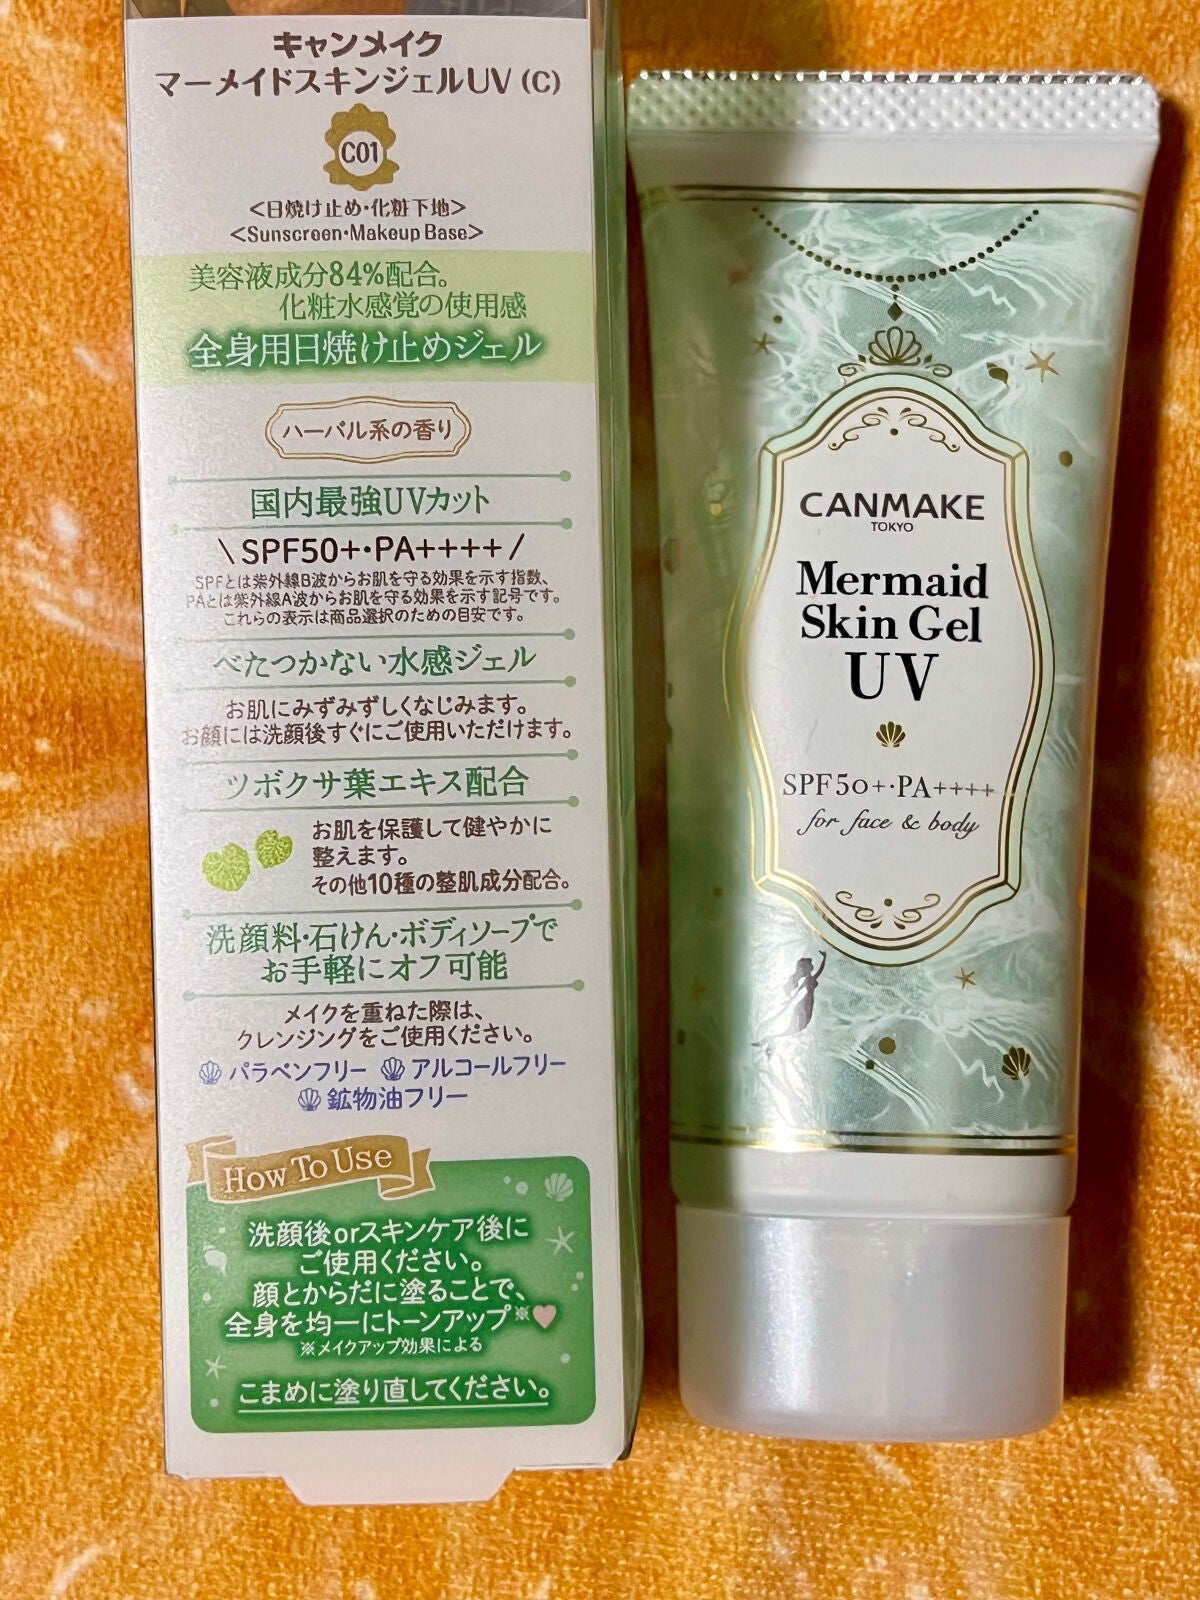 キャンメイク
マーメイドスキンジェルUV (C)
C01
<日焼け止め・化粧下地>
<Sunscreen・Makeup Base>
美容液成分84%配合。
化粧水感覚の使用感
全身用日焼け止めジェル
ハーバル系の香り
国内最強UVカット
\ SPF50+・PA++++ /
SPFとは紫外線B波からお肌を守る効果を示す指数、
PAとは紫外線A波からお肌を守る効果を示す記号です。
これらの表示は商品選択のための目安です。
べたつかない水感ジェル
お肌にみずみずしくなじみます。
お顔には洗顔後すぐにご使用いただけます。
ツボクサ葉エキス配合
お肌を保護して健やかに
整えます。
その他10種の整肌成分配合。
洗顔料・石けん・ボディソープで
お手軽にオフ可能
メイクを重ねた際は、
クレンジングをご使用ください。
パラベンフリー アルコールフリー
鉱物油フリー
How To Use
洗顔後orスキンケア後に
ご使用ください。
顔とからだに塗ることで、
全身を均一にトーンアップ※♥
※メイクアップ効果による
こまめに塗り直してください。
CANMAKE
TOKYO
Mermaid
Skin Gel
UV
SPF50+・PA++++
for face & body